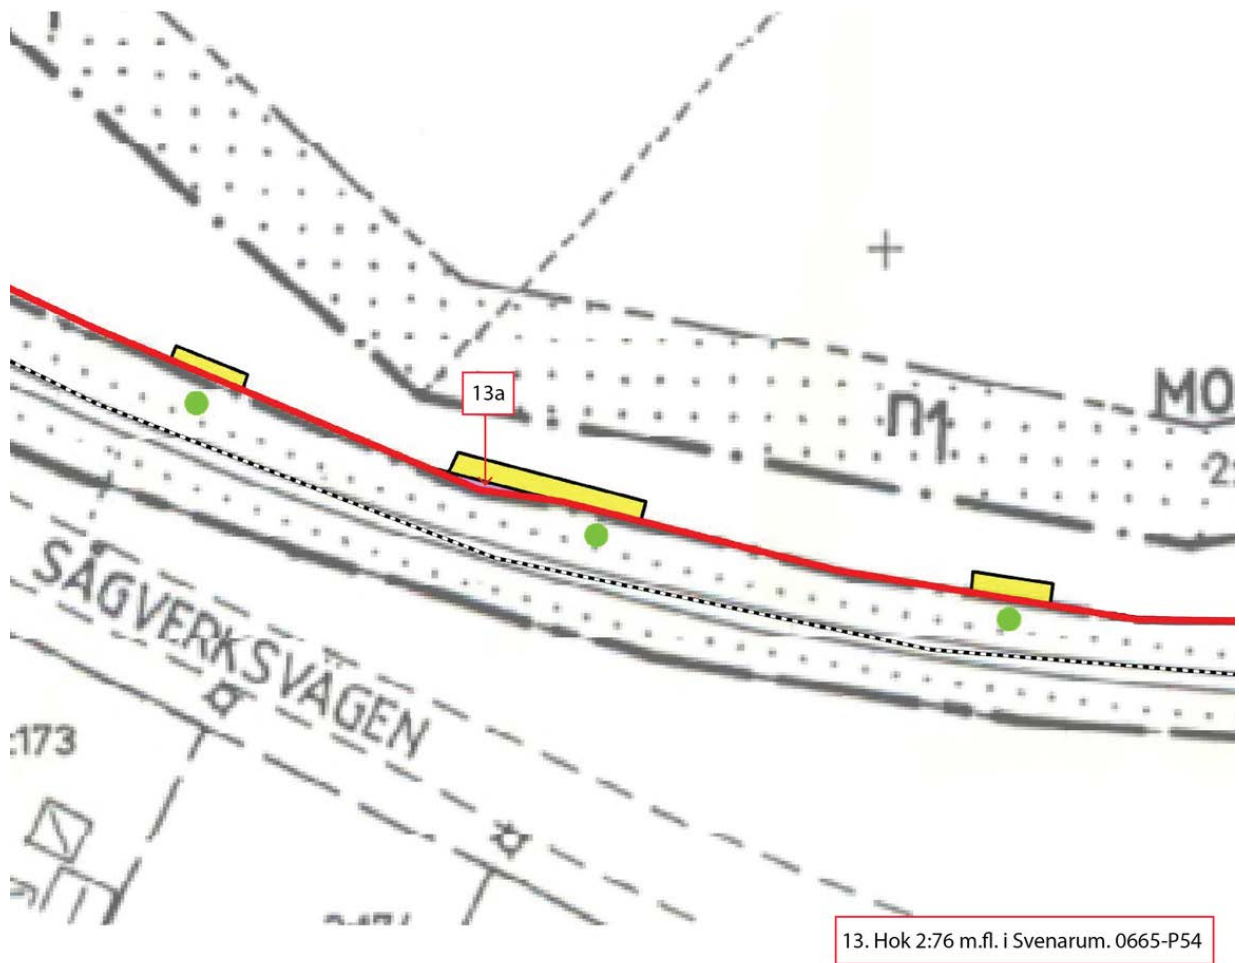 13a
n1
MO
SÅGVERKSVÄGEN
:173
13. Hok 2:76 m.fl. i Svenarum. 0665-P54